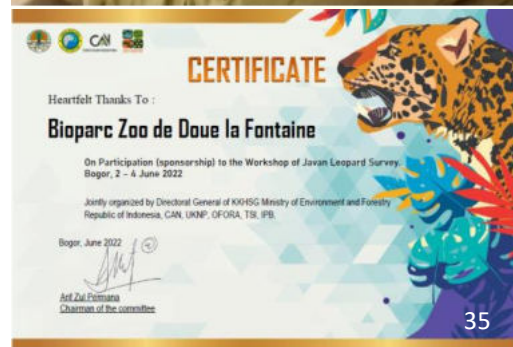 CAN
CERTIFICATE
Heartfelt Thanks To :
Bioparc Zoo de Doue la Fontaine
On Participation (sponsorship) to the Workshop of Javan Leopard Survey.
Bogor, 2 – 4 June 2022
Jointly organized by Directoral General of KKHSG Ministry of Environment and Forestry
Republic of Indonesia, CAN, UKNP, OFORA, TSI, IPB.
Bogor, June 2022
Arif Zul Permana
Chairman of the committee
35